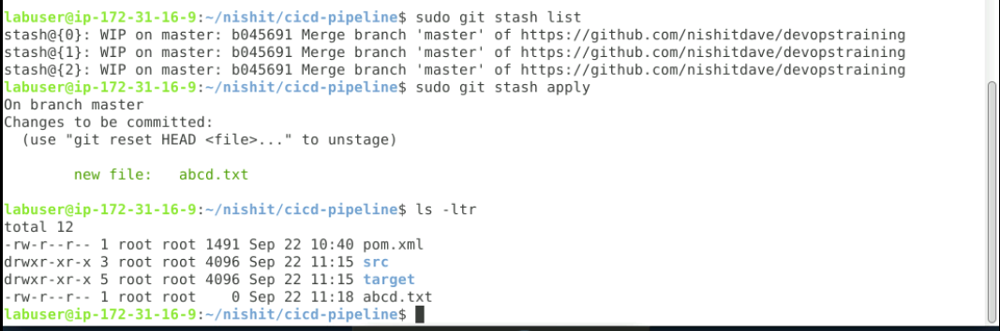 labuser@ip-172-31-16-9:~/nishit/cicd-pipeline$ sudo git stash list
stash@{0}: WIP on master: b045691 Merge branch 'master' of https://github.com/nishitdave/devopstraining
stash@{1}: WIP on master: b045691 Merge branch 'master' of https://github.com/nishitdave/devopstraining
stash@{2}: WIP on master: b045691 Merge branch 'master' of https://github.com/nishitdave/devopstraining
labuser@ip-172-31-16-9:~/nishit/cicd-pipeline$ sudo git stash apply
On branch master
Changes to be committed:
  (use "git reset HEAD <file>..." to unstage)

        new file:   abcd.txt

labuser@ip-172-31-16-9:~/nishit/cicd-pipeline$ ls -ltr
total 12
-rw-r--r-- 1 root root 1491 Sep 22 10:40 pom.xml
drwxr-xr-x 3 root root 4096 Sep 22 11:15 src
drwxr-xr-x 5 root root 4096 Sep 22 11:15 target
-rw-r--r-- 1 root root    0 Sep 22 11:18 abcd.txt
labuser@ip-172-31-16-9:~/nishit/cicd-pipeline$